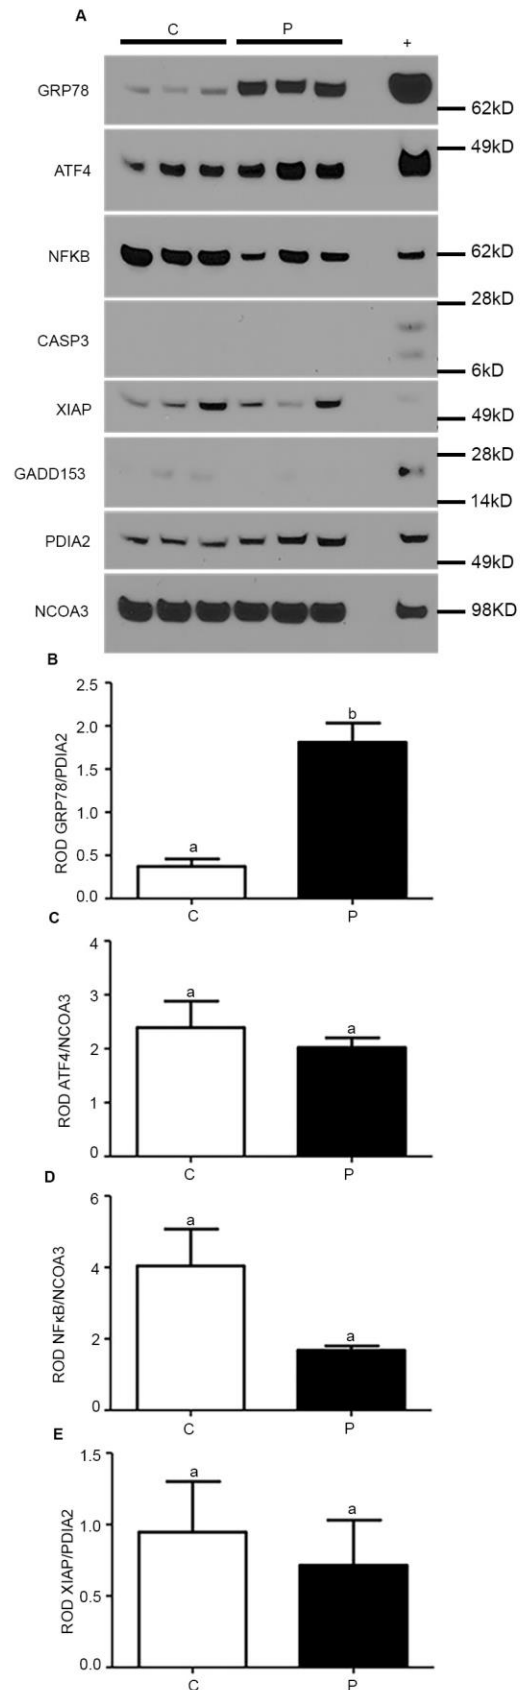 A
C P +
GRP78
62kD
49kD
ATF4
NFKB
62kD
28kD
CASP3
6kD
XIAP
49kD
28kD
GADD153
14kD
PDIA2
49kD
NCOA3
98KD
B
2.5
2.0
1.5
1.0
0.5
0.0
ROD GRP78/PDIA2
a
b
C P
C
4
3
2
1
0
ROD ATF4/NCOA3
a
a
C P
D
6
4
2
0
ROD NFκB/NCOA3
a
a
C P
E
1.5
1.0
0.5
0
ROD XIAP/PDIA2
a
a
C P